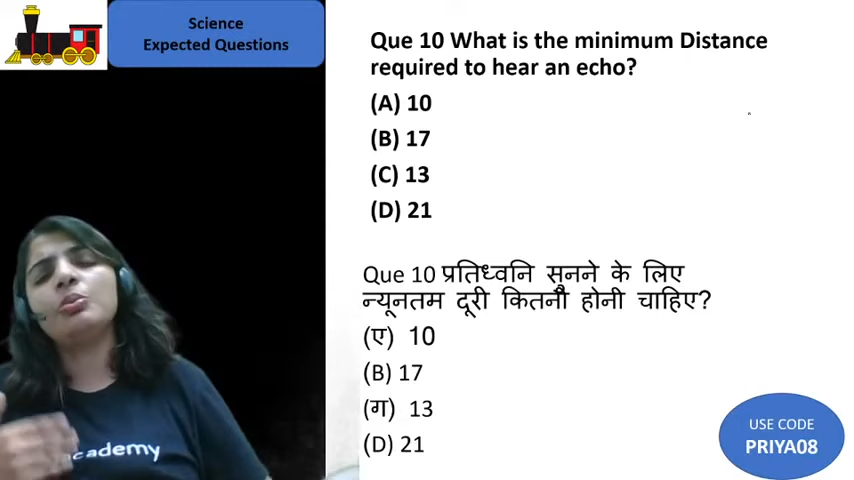 Science
Expected Questions
Que 10 What is the minimum Distance
required to hear an echo?
(A) 10
(B) 17
(C) 13
(D) 21
Que 10 प्रतिध्वनि सुनने के लिए
न्यूनतम दूरी कितनी होनी चाहिए?
(ए) 10
(B) 17
(ग) 13
(D) 21
academy
USE CODE
PRIYA08